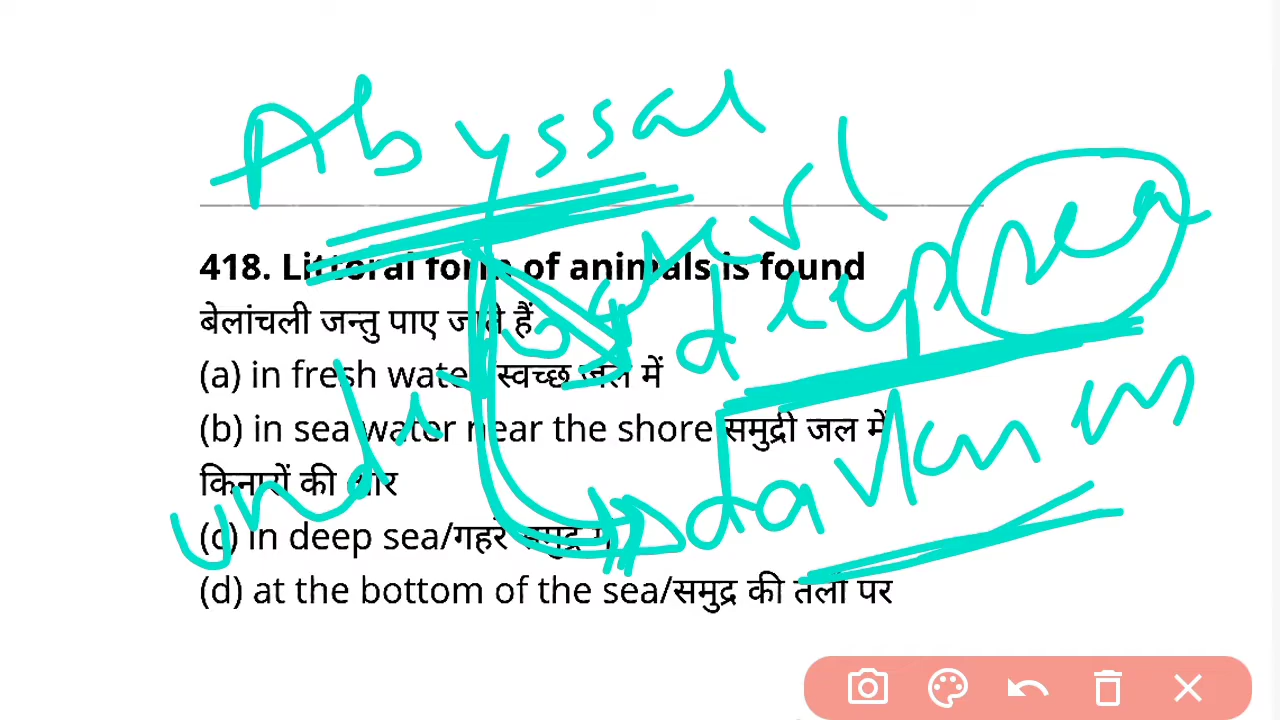 Abyssal
418. Littoral form of animals is found
deep sea
बेलांचली जन्तु पाए जाते हैं
(a) in fresh water/स्वच्छ जल में
(b) in sea water near the shore/समुद्री जल में
किनारों की ओर
(c) in deep sea/गहरे समुद्र में
(d) at the bottom of the sea/समुद्र की तली पर